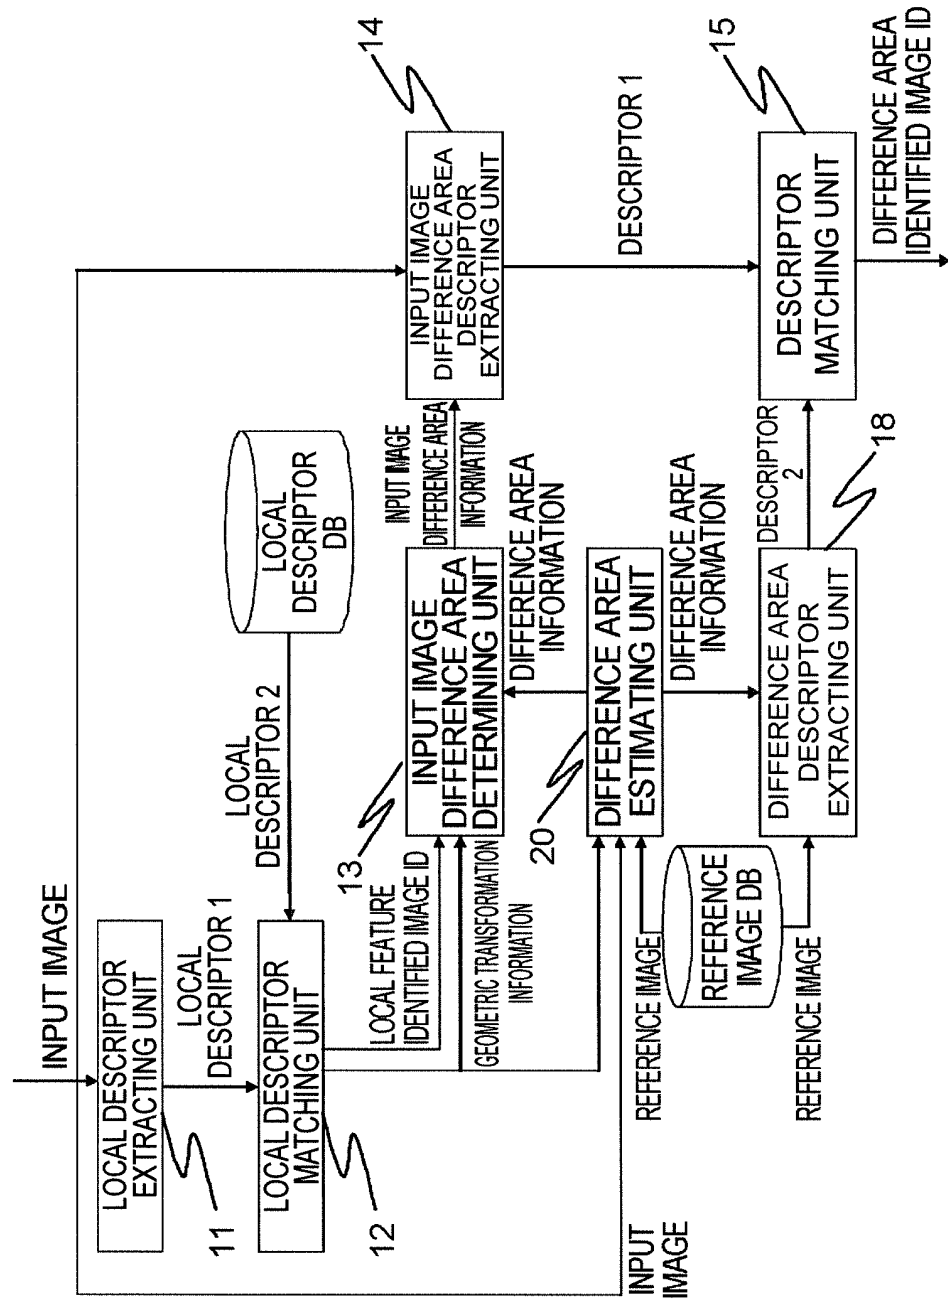 INPUT IMAGE
LOCAL DESCRIPTOR
EXTRACTING UNIT
11
LOCAL
DESCRIPTOR 1
LOCAL DESCRIPTOR
MATCHING UNIT
12
LOCAL
DESCRIPTOR 2
LOCAL
DESCRIPTOR
DB
LOCAL FEATURE
IDENTIFIED IMAGE ID
GEOMETRIC TRANSFORMATION
INFORMATION
13
INPUT IMAGE
DIFFERENCE AREA
DETERMINING UNIT
INPUT IMAGE
DIFFERENCE AREA
INFORMATION
INPUT IMAGE
DIFFERENCE AREA
DESCRIPTOR
EXTRACTING UNIT
14
DIFFERENCE AREA
INFORMATION
20
DIFFERENCE AREA
ESTIMATING UNIT
DIFFERENCE AREA
INFORMATION
DESCRIPTOR 1
INPUT
IMAGE
REFERENCE IMAGE
REFERENCE
IMAGE DB
REFERENCE IMAGE
DIFFERENCE AREA
DESCRIPTOR
EXTRACTING UNIT
18
DESCRIPTOR
2
DESCRIPTOR
MATCHING UNIT
15
DIFFERENCE AREA
IDENTIFIED IMAGE ID